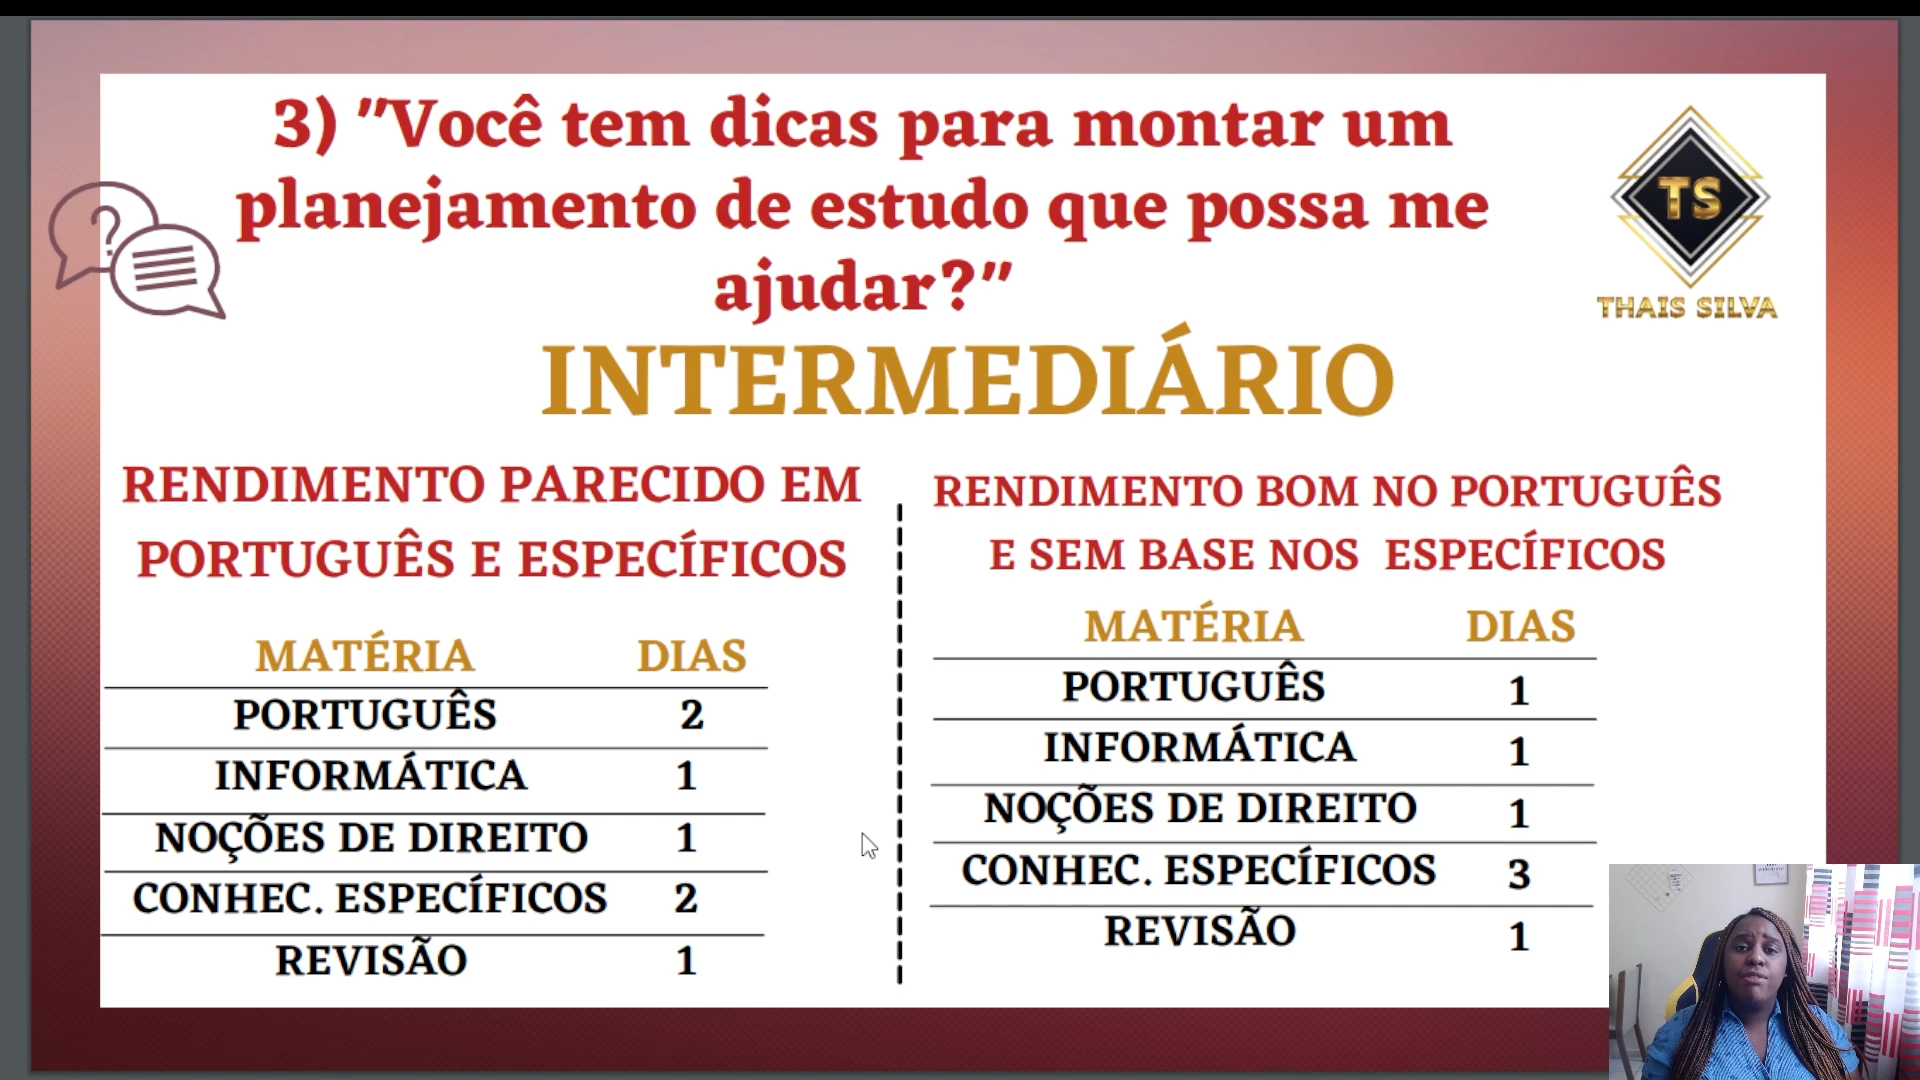 3) "Você tem dicas para montar um
planejamento de estudo que possa me
ajudar?"
TS
THAIS SILVA
INTERMEDIÁRIO
RENDIMENTO PARECIDO EM
PORTUGUÊS E ESPECÍFICOS
MATÉRIA DIAS
PORTUGUÊS 2
INFORMÁTICA 1
NOÇÕES DE DIREITO 1
CONHEC. ESPECÍFICOS 2
REVISÃO 1
RENDIMENTO BOM NO PORTUGUÊS
E SEM BASE NOS ESPECÍFICOS
MATÉRIA DIAS
PORTUGUÊS 1
INFORMÁTICA 1
NOÇÕES DE DIREITO 1
CONHEC. ESPECÍFICOS 3
REVISÃO 1